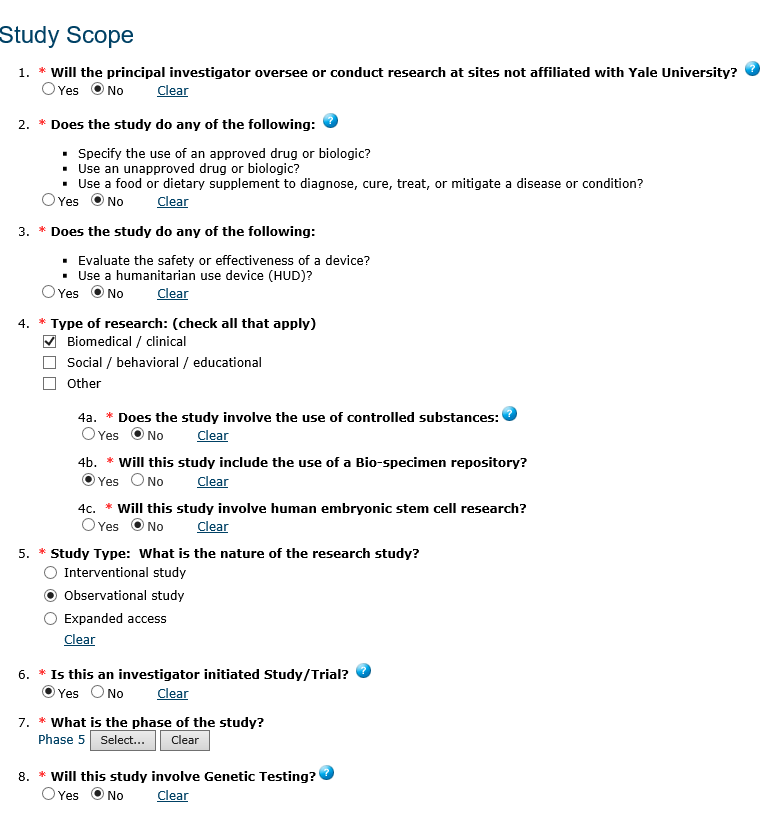 Study Scope
1. * Will the principal investigator oversee or conduct research at sites not affiliated with Yale University? ?
Yes No Clear
2. * Does the study do any of the following: ?
▪ Specify the use of an approved drug or biologic?
▪ Use an unapproved drug or biologic?
▪ Use a food or dietary supplement to diagnose, cure, treat, or mitigate a disease or condition?
Yes No Clear
3. * Does the study do any of the following:
▪ Evaluate the safety or effectiveness of a device?
▪ Use a humanitarian use device (HUD)?
Yes No Clear
4. * Type of research: (check all that apply)
Biomedical / clinical
Social / behavioral / educational
Other
4a. * Does the study involve the use of controlled substances: ?
Yes No Clear
4b. * Will this study include the use of a Bio-specimen repository?
Yes No Clear
4c. * Will this study involve human embryonic stem cell research?
Yes No Clear
5. * Study Type: What is the nature of the research study?
Interventional study
Observational study
Expanded access
Clear
6. * Is this an investigator initiated Study/Trial? ?
Yes No Clear
7. * What is the phase of the study?
Phase 5 Select... Clear
8. * Will this study involve Genetic Testing? ?
Yes No Clear